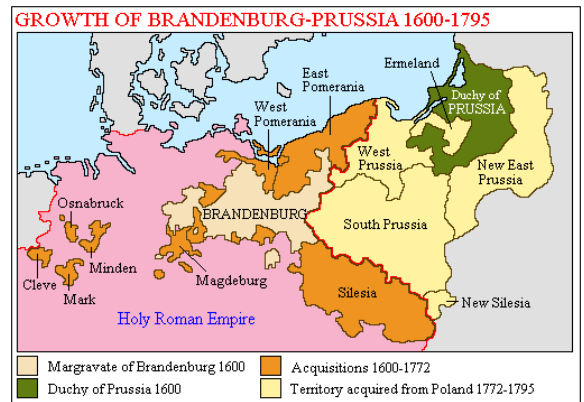 GROWTH OF BRANDENBURG-PRUSSIA 1600-1795
Ermeland
East
Pomerania
West
Pomerania
Duchy of
PRUSSIA
West
Prussia
New East
Prussia
Osnabruck
BRANDENBURG
South Prussia
Minden
Cleve
Mark
Magdeburg
Silesia
New Silesia
Holy Roman Empire
Margravate of Brandenburg 1600
Acquisitions 1600-1772
Duchy of Prussia 1600
Territory acquired from Poland 1772-1795